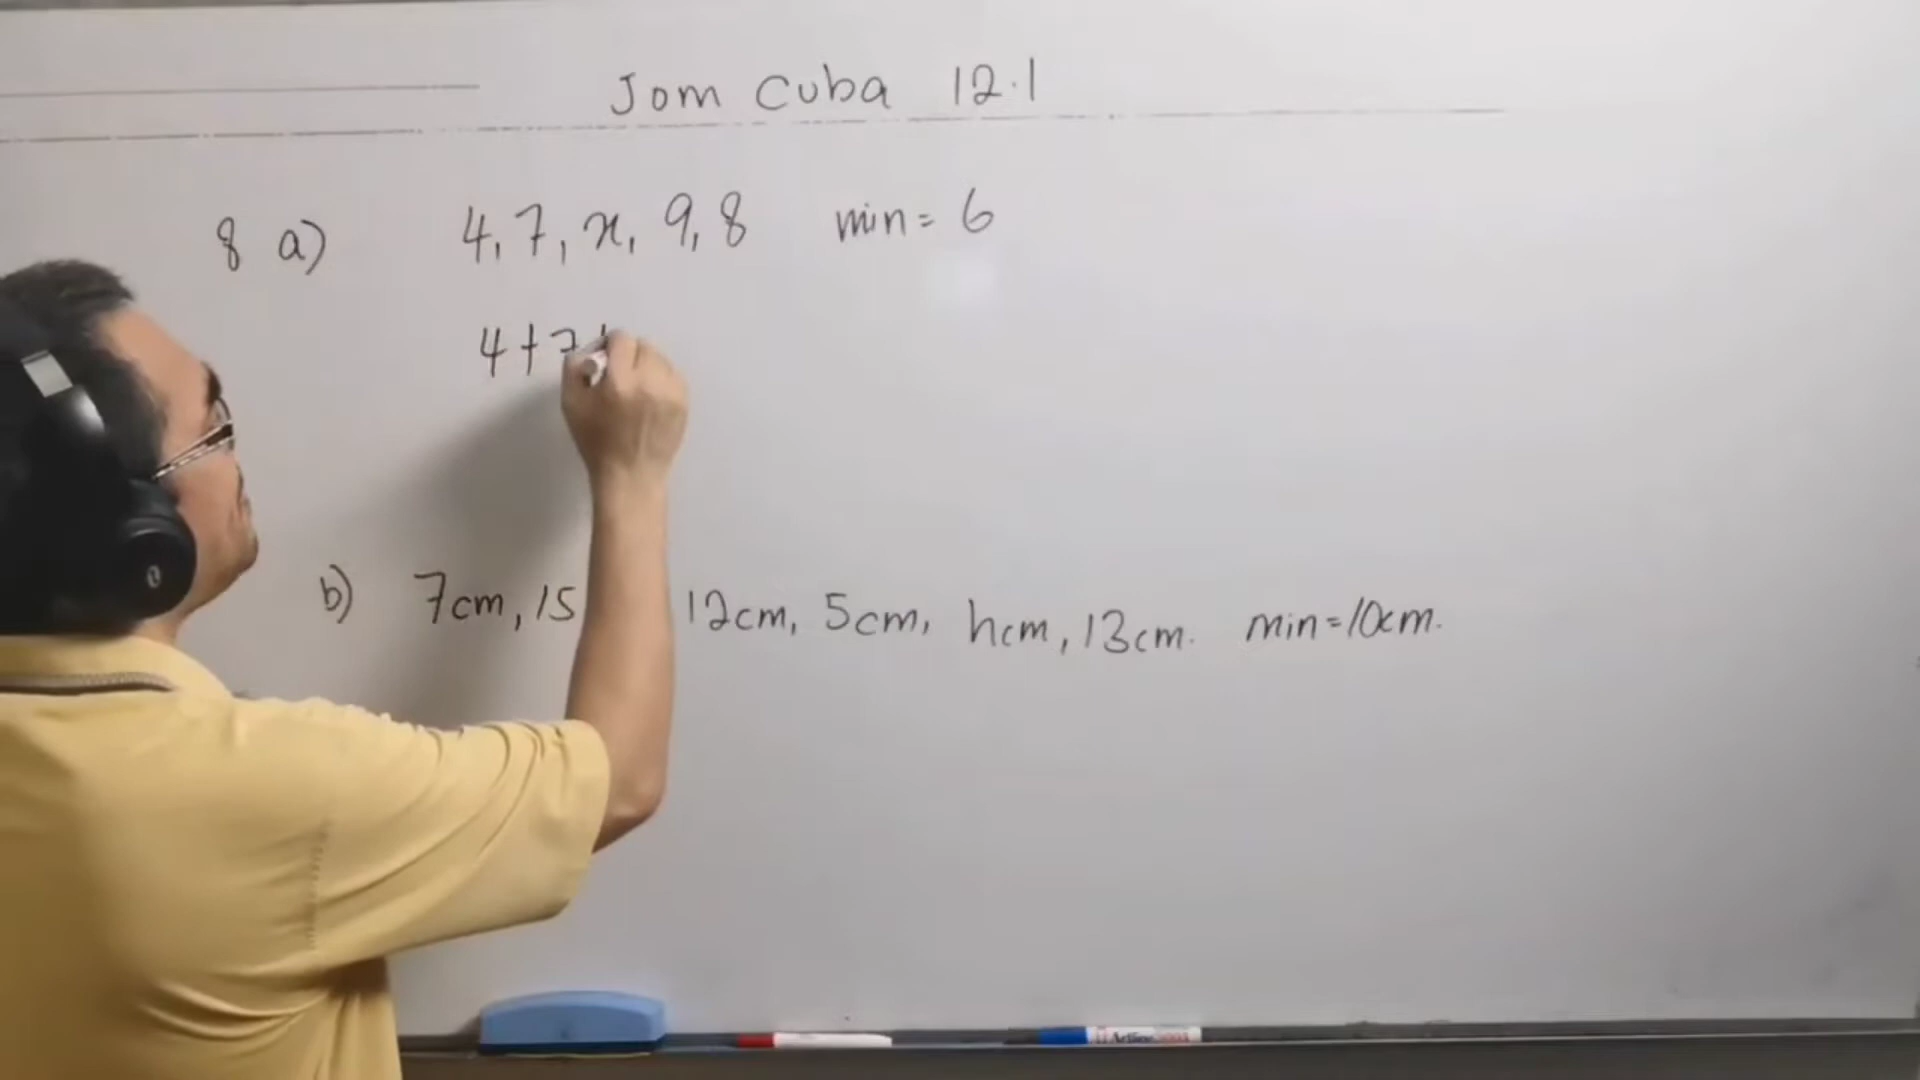 Jom Cuba 12.1
8 a) 4, 7, x, 9, 8 min = 6
4 + 7 +
b) 7cm, 15 12cm, 5cm, hcm, 13cm. min = 10cm.
Artline